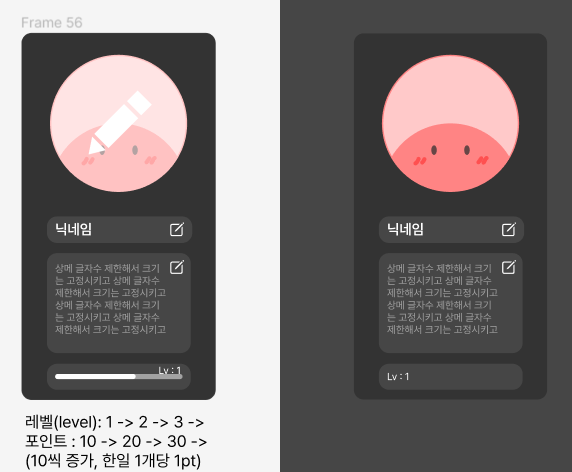 Frame 56
닉네임
상메 글자수 제한해서 크기
는 고정시키고 상메 글자수
제한해서 크기는 고정시키고
상메 글자수 제한해서 크기
는 고정시키고 상메 글자수
제한해서 크기는 고정시키고
Lv : 1
레벨(level): 1 -> 2 -> 3 ->
포인트 : 10 -> 20 -> 30 ->
(10씩 증가, 한일 1개당 1pt)
닉네임
상메 글자수 제한해서 크기
는 고정시키고 상메 글자수
제한해서 크기는 고정시키고
상메 글자수 제한해서 크기
는 고정시키고 상메 글자수
제한해서 크기는 고정시키고
Lv : 1